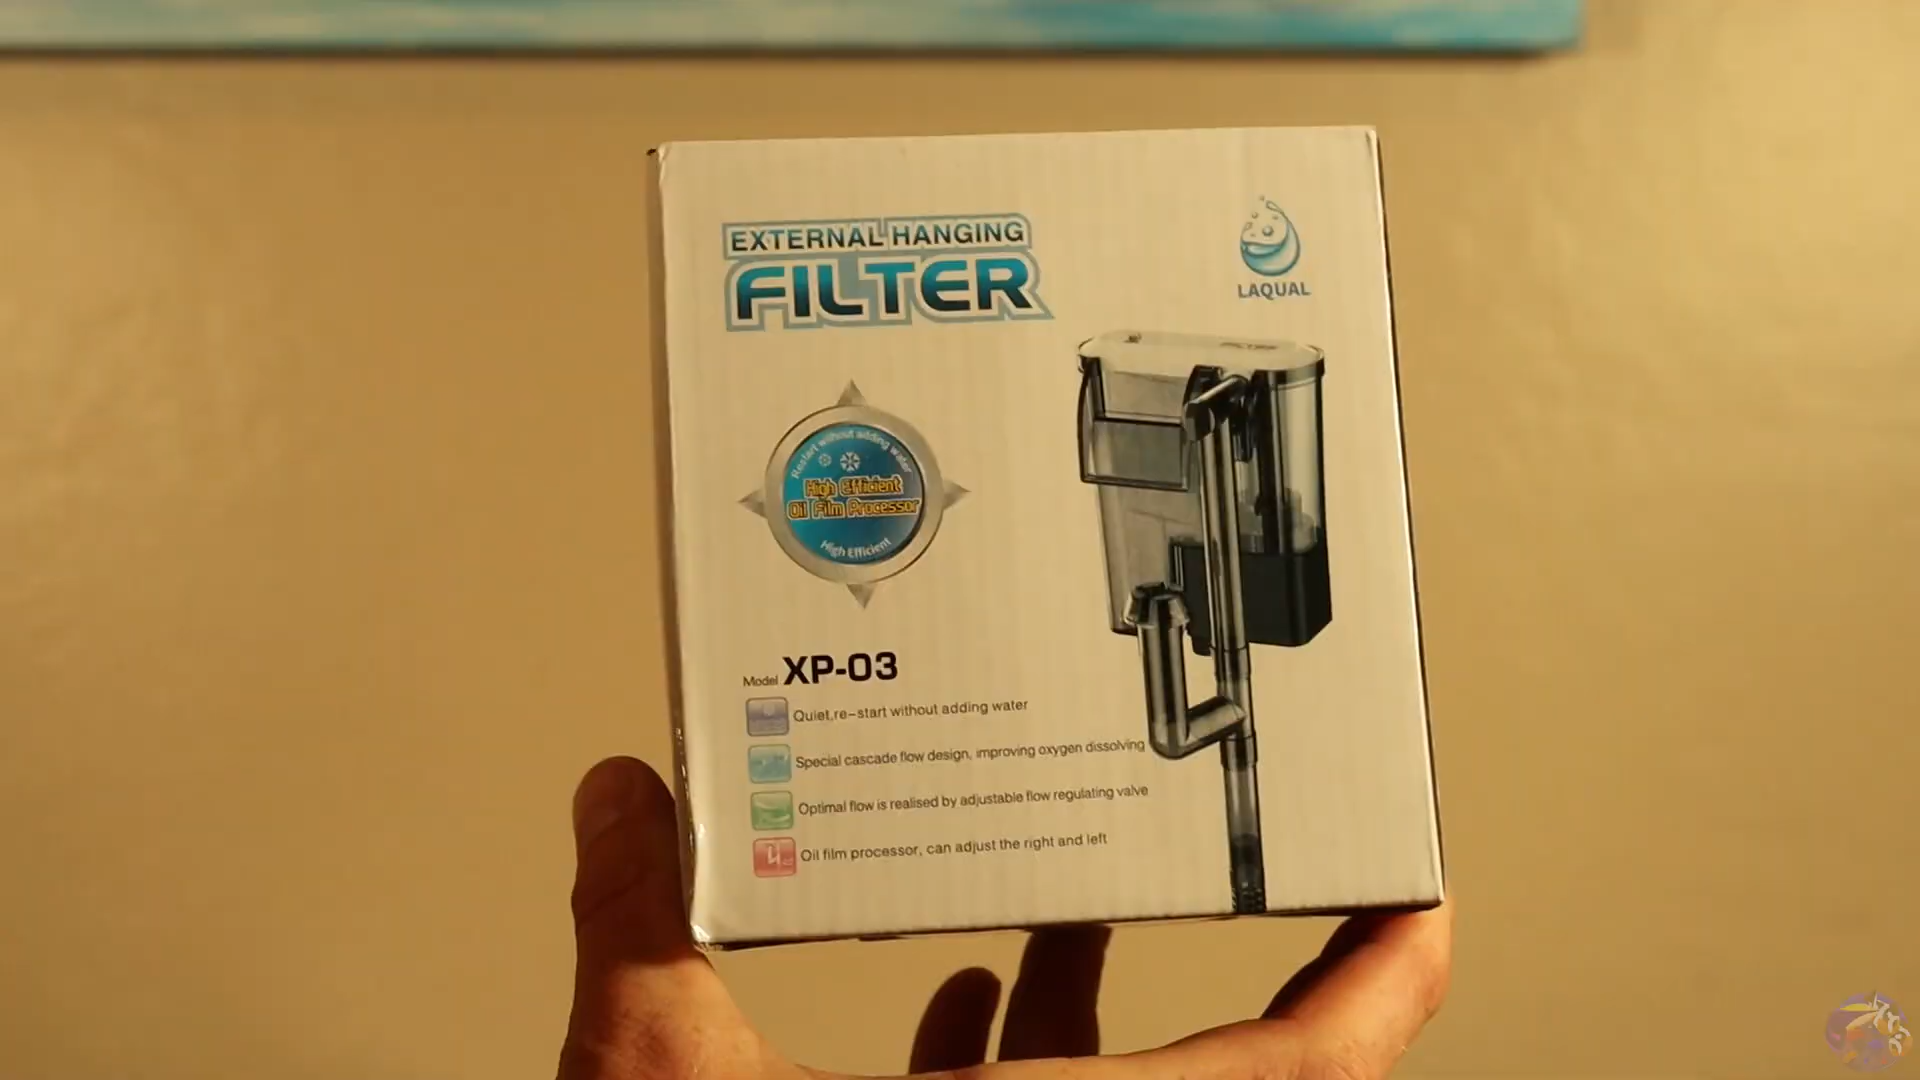 EXTERNAL HANGING
FILTER
LAQUAL
Restart without adding water
High Efficient
Oil Film Processor
High Efficient
Model XP-03
Quiet,re-start without adding water
Special cascade flow design, improving oxygen dissolving
Optimal flow is realised by adjustable flow regulating valve
Oil film processor, can adjust the right and left